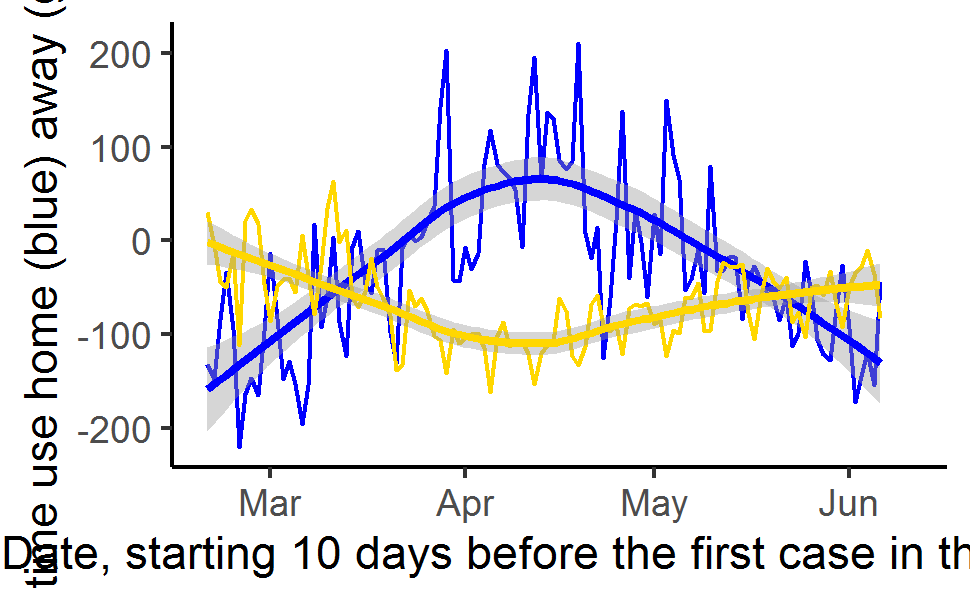 time use home (blue) away (
200
100
0
-100
-200
Mar Apr May Jun
Date, starting 10 days before the first case in th